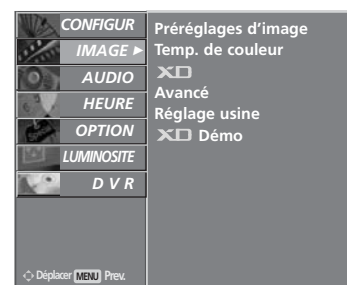 CONFIGUR
IMAGE ►
AUDIO
HEURE
OPTION
LUMINOSITE
D V R
Préréglages d'image
Temp. de couleur
XD
Avancé
Réglage usine
XD Démo
Déplacer MENU Prev.